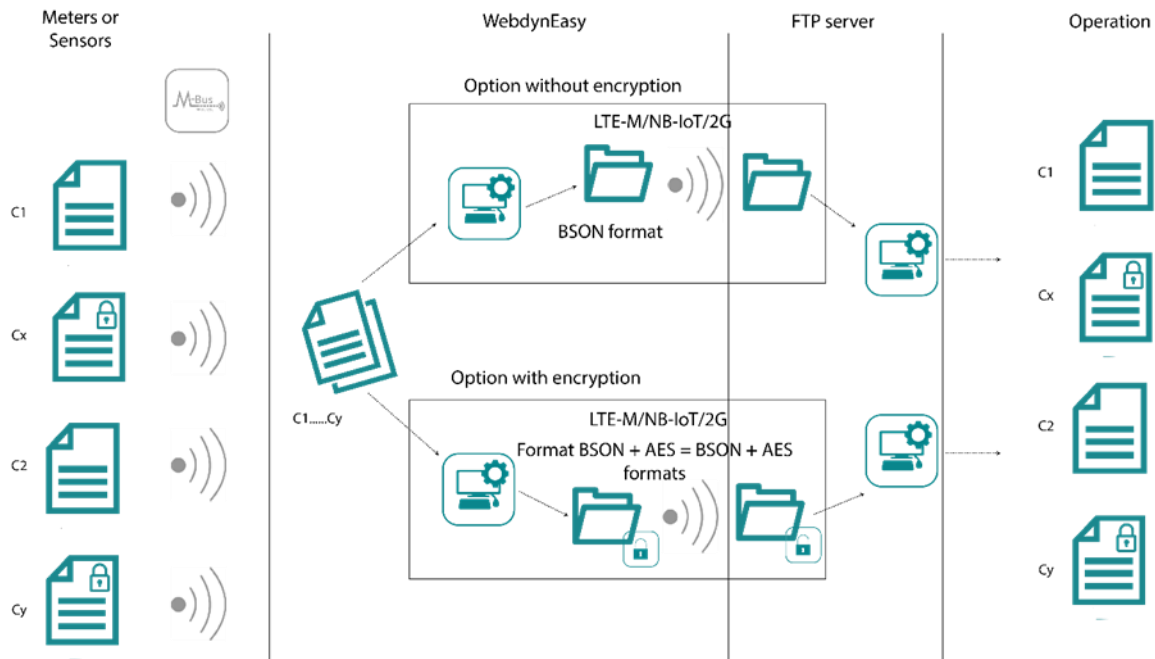 Meters or
Sensors
WebdynEasy
FTP server
Operation
M-Bus
Option without encryption
LTE-M/NB-IoT/2G
BSON format
C1
Cx
C2
Cy
C1......Cy
Option with encryption
LTE-M/NB-IoT/2G
Format BSON + AES = BSON + AES
formats
C1
Cx
C2
Cy